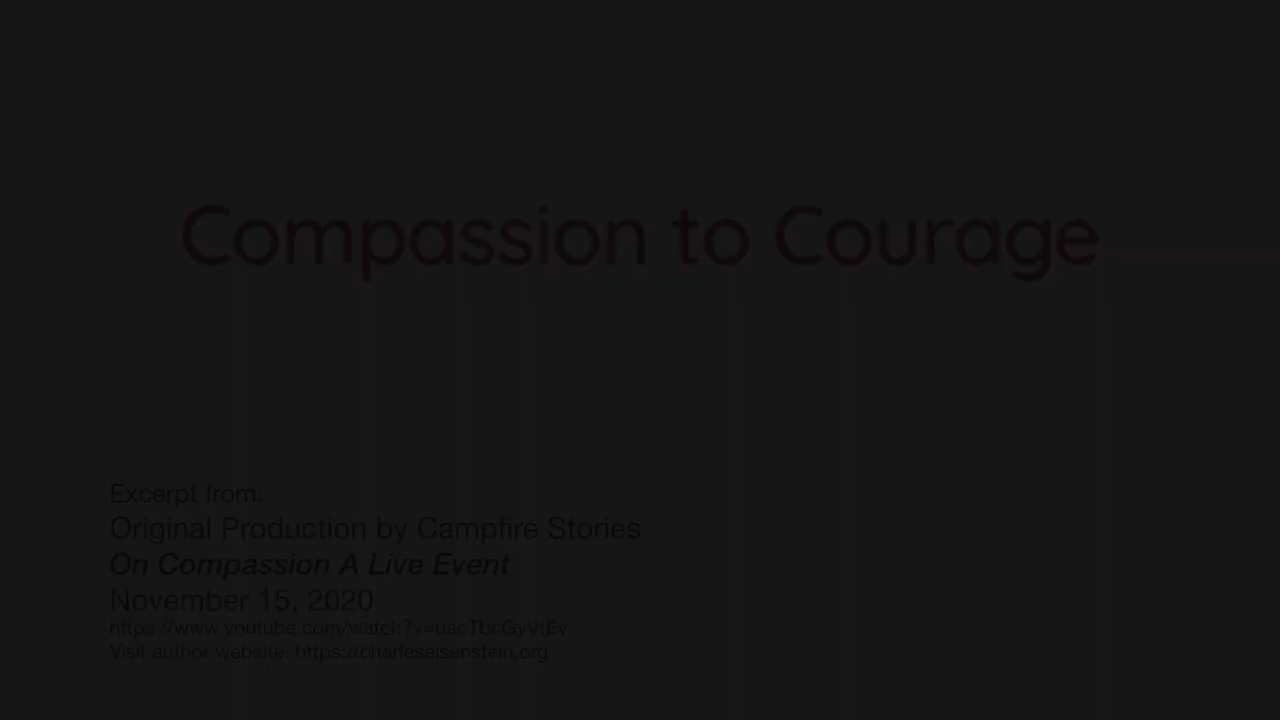 Compassion to Courage
Excerpt from:
Original Production by Campfire Stories
On Compassion A Live Event
November 15, 2020
Visit author website: https://charleseisenstein.org